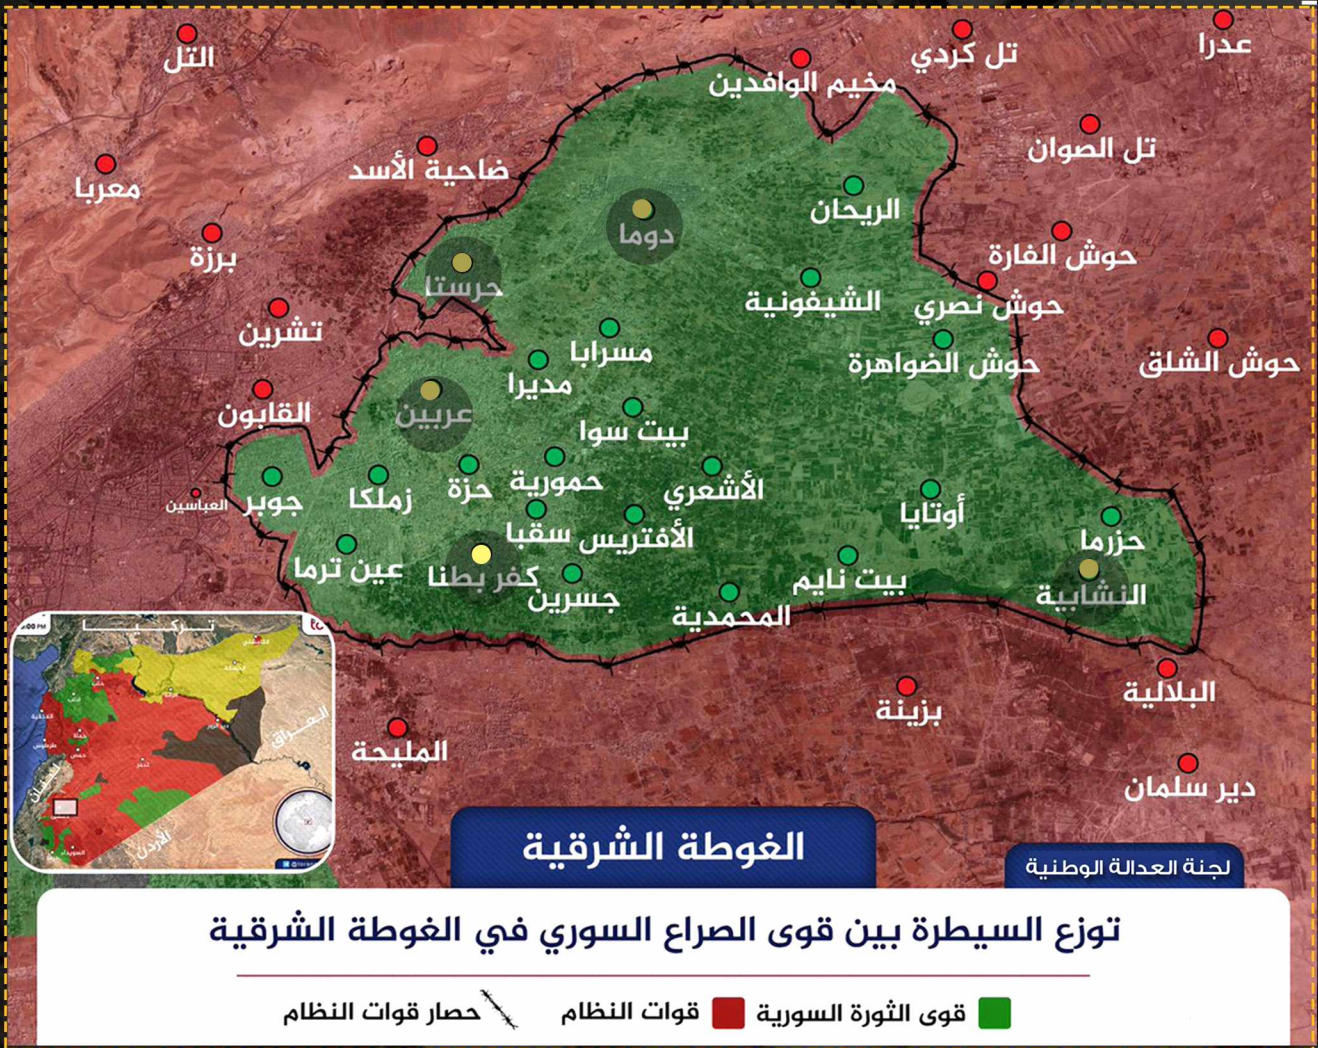 عدرا
تل كردي
التل
مخيم الوافدين
تل الصوان
ضاحية الأسد
معربا
الريحان
دوما
حوش الفارة
برزة
حرستا
الشيفونية
حوش نصري
تشرين
مسرابا
حوش الضواهرة
حوش الشلق
مديرا
القابون
عربين
بيت سوا
حمورية
الأشعري
حزة
زملكا
جوبر
العباسين
أوتايا
سقبا
الأفتريس
حزرما
عين ترما
كفر بطنا
جسرين
بيت نايم
النشابية
المحمدية
البلالية
بزينة
المليحة
دير سلمان
تركيا
العراق
الأردن
الغوطة الشرقية
لجنة العدالة الوطنية
توزع السيطرة بين قوى الصراع السوري في الغوطة الشرقية
قوى الثورة السورية
قوات النظام
حصار قوات النظام